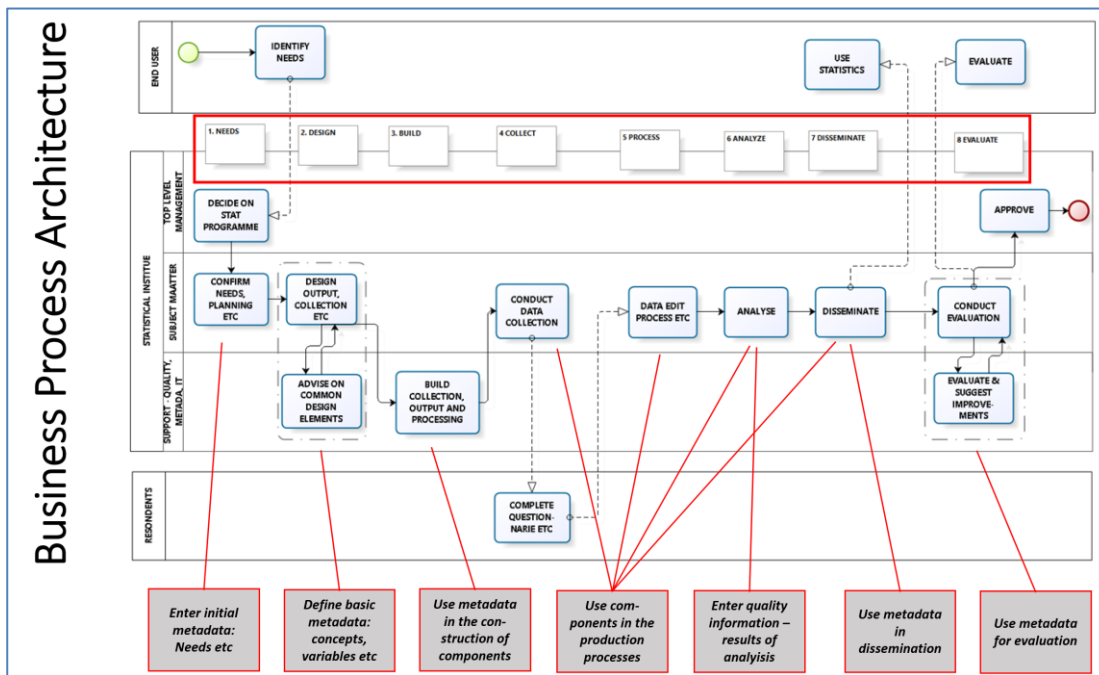 Business Process Architecture
END USER
IDENTIFY
NEEDS
USE
STATISTICS
EVALUATE
1. NEEDS
2. DESIGN
3. BUILD
4 COLLECT
5 PROCESS
6 ANALYZE
7 DISSEMINATE
8 EVALUATE
STATISTICAL INSTITUE
TOP LEVEL
MANAGEMENT
DECIDE ON
STAT
PROGRAMME
APPROVE
SUBJECT MAATTER
CONFIRM
NEEDS,
PLANNING
ETC
DESIGN
OUTPUT,
COLLECTION
ETC
CONDUCT
DATA
COLLECTION
DATA EDIT
PROCESS ETC
ANALYSE
DISSEMINATE
CONDUCT
EVALUATION
SUPPORT - QUALITY,
METADA, IT
ADVISE ON
COMMON
DESIGN
ELEMENTS
BUILD
COLLECTION,
OUTPUT AND
PROCESSING
EVALUATE &
SUGGEST
IMPROVE-
MENTS
RESONDENTS
COMPLETE
QUESTION-
NARIE ETC
Enter initial
metadata:
Needs etc
Define basic
metadata:
concepts,
variables etc
Use metadata
in the con-
struction of
components
Use com-
ponents in the
production
processes
Enter quality
information –
results of
analyisis
Use metadata
in
dissemination
Use metadata
for evaluation